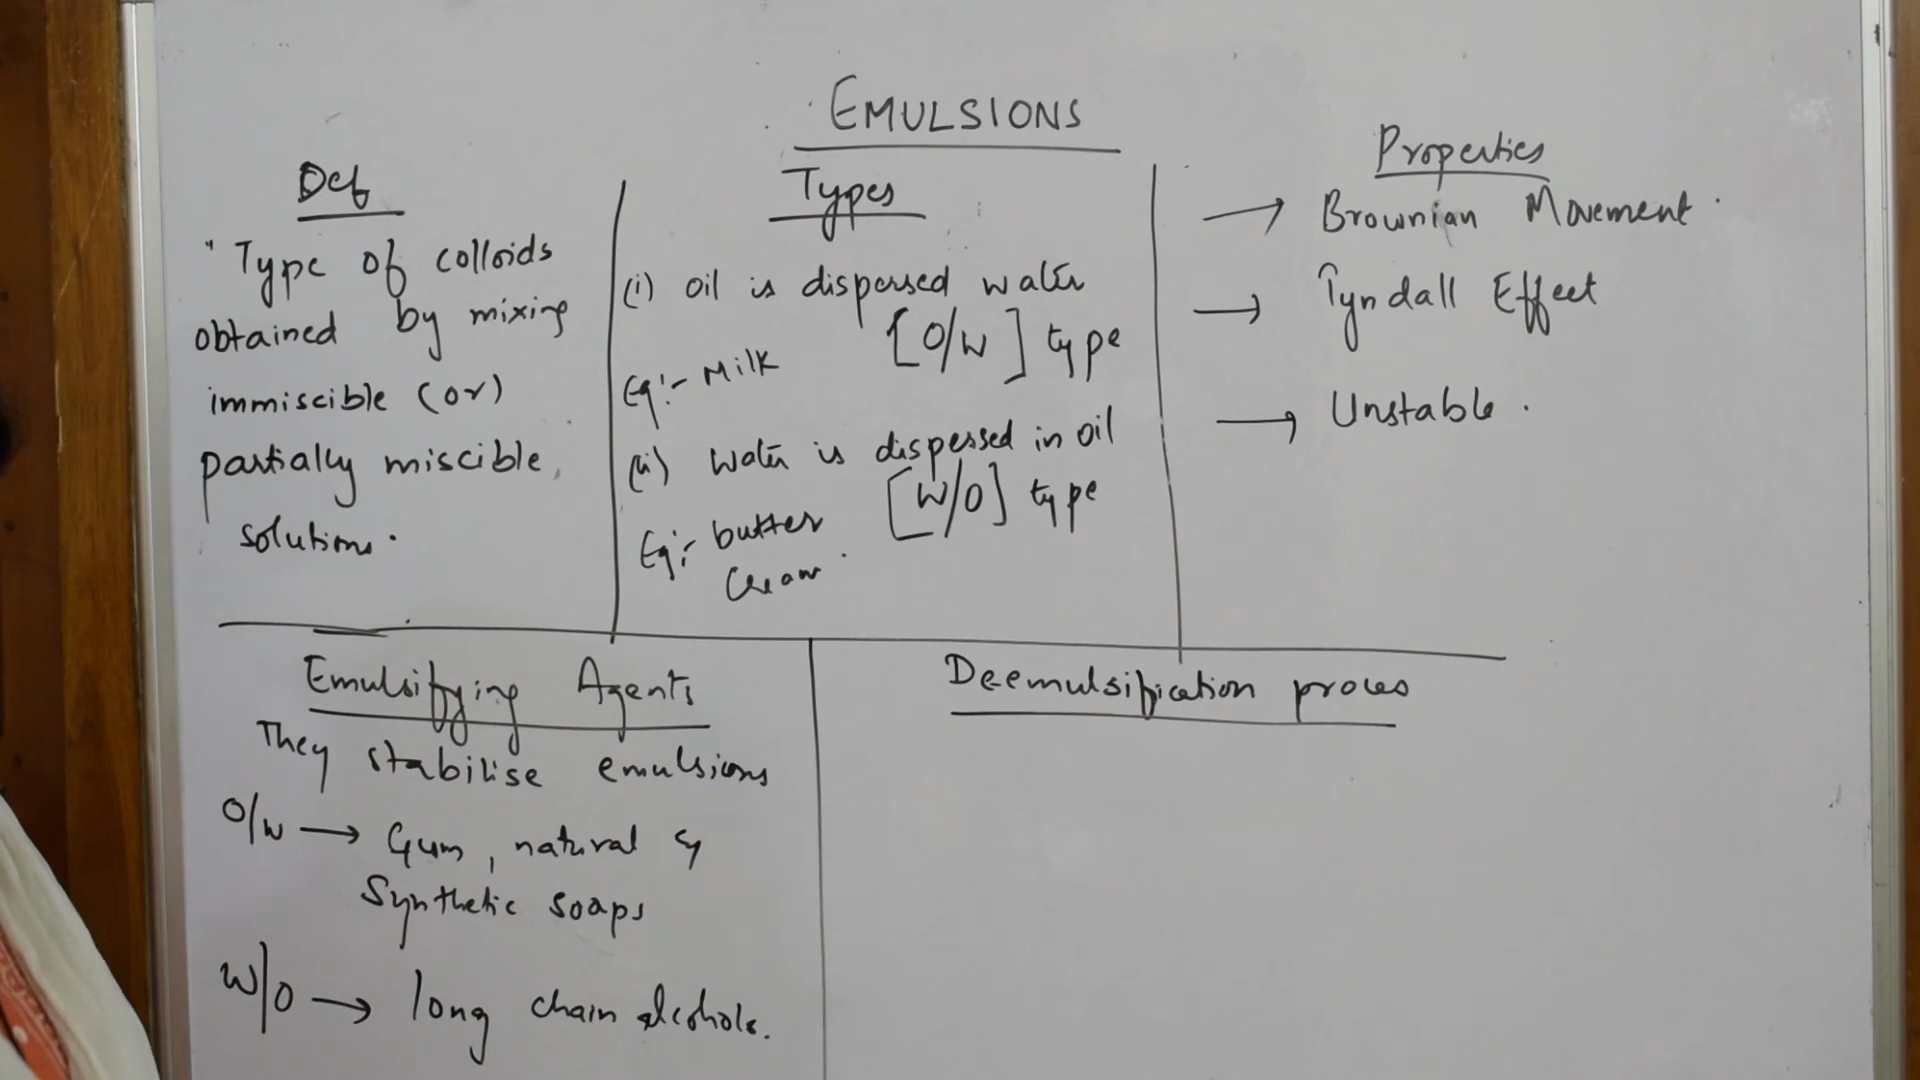 EMULSIONS
Def
" Type of colloids
obtained by mixing
immiscible (or)
partially miscible
solutions.
Types
(i) oil is dispersed water
[O/W] type
Eg:- Milk
(ii) water is dispersed in oil
[W/O] type
Eg:- butter
Cream
Properties
→ Brownian Movement.
→ Tyndall Effect
→ Unstable.
Emulsifying Agents
They stabilise emulsions
O/W → Gum, natural &
Synthetic soaps
W/O → long chain alcohols.
Deemulsification process